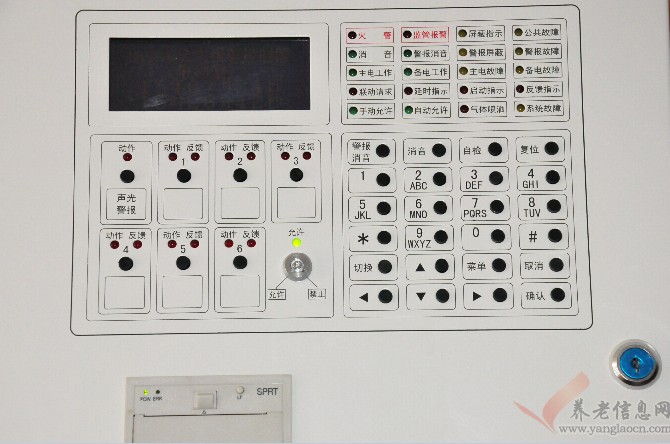 火 警 监管报警 屏蔽指示 公共故障
消 音 警报消音 警报屏蔽 警报故障
主电工作 备电工作 主电故障 备电故障
联动请求 延时指示 启动指示 反馈指示
手动允许 自动允许 气体喷洒 系统故障
动作 动作 反馈 动作 反馈 动作 反馈
1 2 3
声光
警报
动作 反馈 动作 反馈 动作 反馈 允许
4 5 6
允许 禁止
警报
消音 消音 自检 复位
1 2 3 4
ABC DEF GHI
5 6 7 8
JKL MNO PQRS TUV
* 9 0 #
WXYZ
切换 ▲ 菜单 取消
◀ ▼ ▶ 确认
POW ERR LF SPRT
养老信息网
www.yanglaocn.com